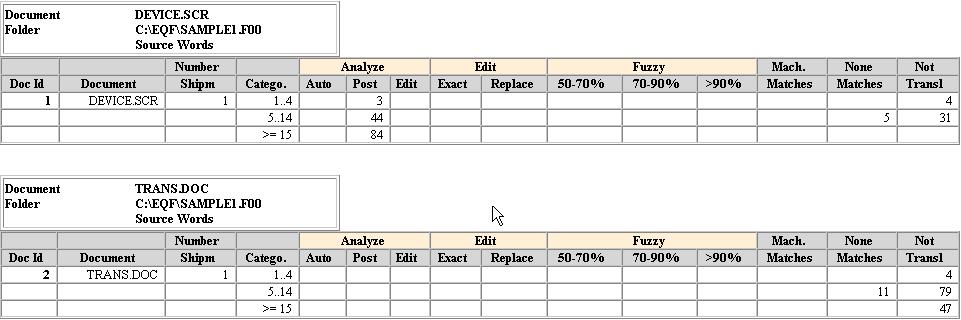 Document DEVICE.SCR
Folder C:\EQF\SAMPLE1.F00
Source Words
Number Analyze Edit Fuzzy Mach. None Not
Doc Id Document Shipm Catego. Auto Post Edit Exact Replace 50-70% 70-90% >90% Matches Matches Transl
1 DEVICE.SCR 1 1..4 3 4
5..14 44 5 31
>= 15 84
Document TRANS.DOC
Folder C:\EQF\SAMPLE1.F00
Source Words
Number Analyze Edit Fuzzy Mach. None Not
Doc Id Document Shipm Catego. Auto Post Edit Exact Replace 50-70% 70-90% >90% Matches Matches Transl
2 TRANS.DOC 1 1..4 4
5..14 11 79
>= 15 47